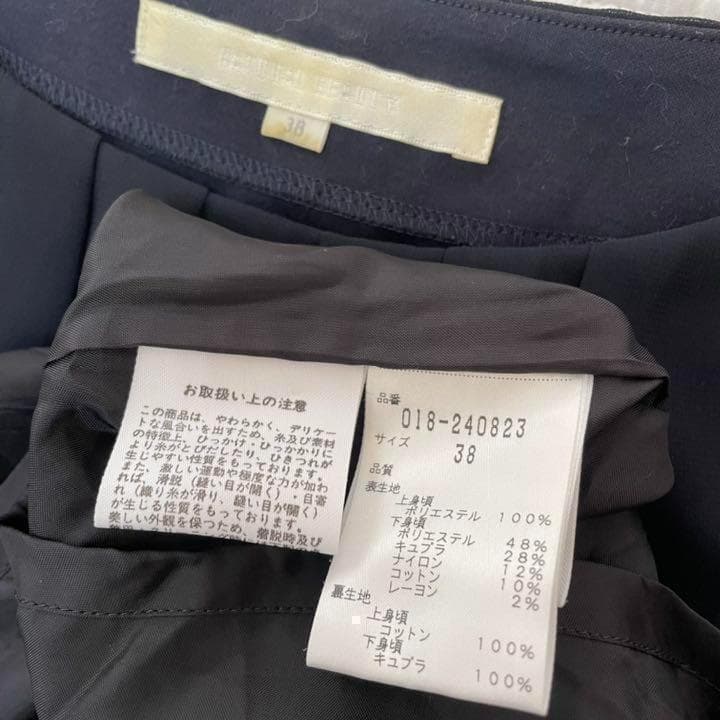 38
お取扱い上の注意
この商品は、やわらかく、デリケー
トな風合いを出すため、糸及び素材
の特徴上、ひっかけ・ひっかかりに
より糸がとびだしたり、ひきつれが
生じやすい性質をもっております。
また、激しい運動や極度な力が加わ
れば、滑脱（縫い目が開く）・目寄
れ（織り糸が滑り、縫い目が開く）
が生じる性質をもっております。
美しい外観を保つため、着脱時及び
品番
018-240823
サイズ
38
品質
表生地
上身頃
ポリエステル 100%
下身頃
ポリエステル 48%
キュプラ 28%
ナイロン 12%
コットン 10%
レーヨン 2%
裏生地
上身頃
コットン 100%
下身頃
キュプラ 100%